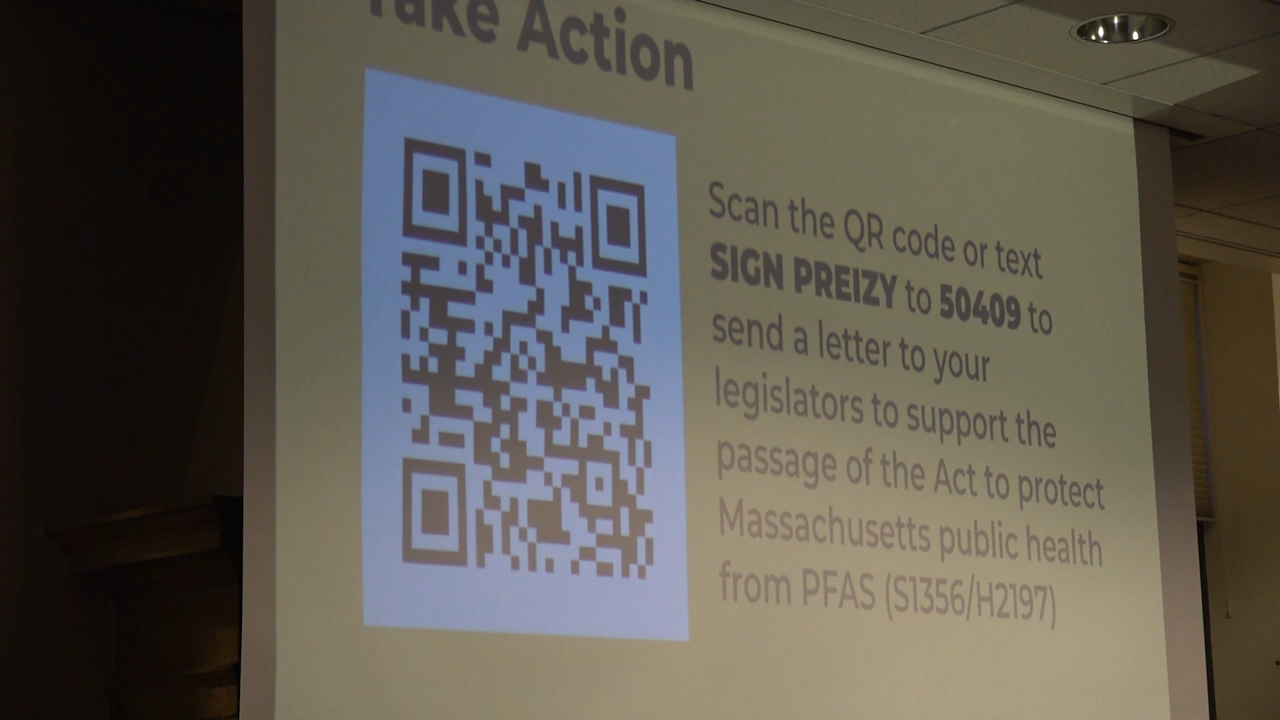 Take Action
Scan the QR code or text
SIGN PREIZY to 50409 to
send a letter to your
legislators to support the
passage of the Act to protect
Massachusetts public health
from PFAS (S1356/H2197)